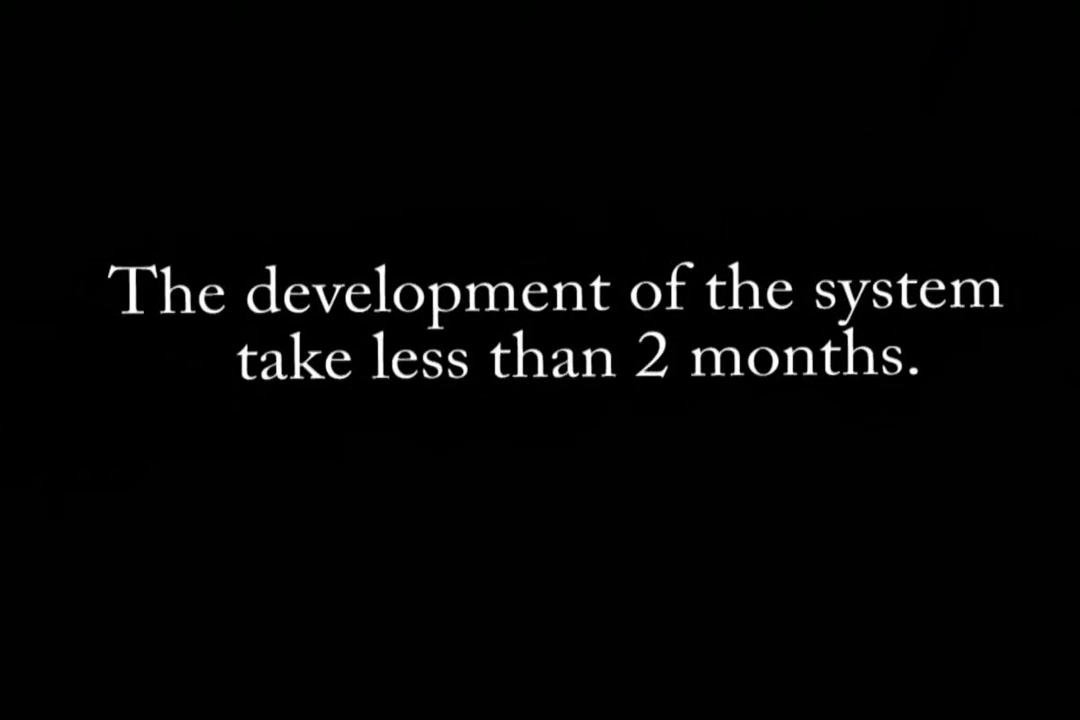 The development of the system
take less than 2 months.